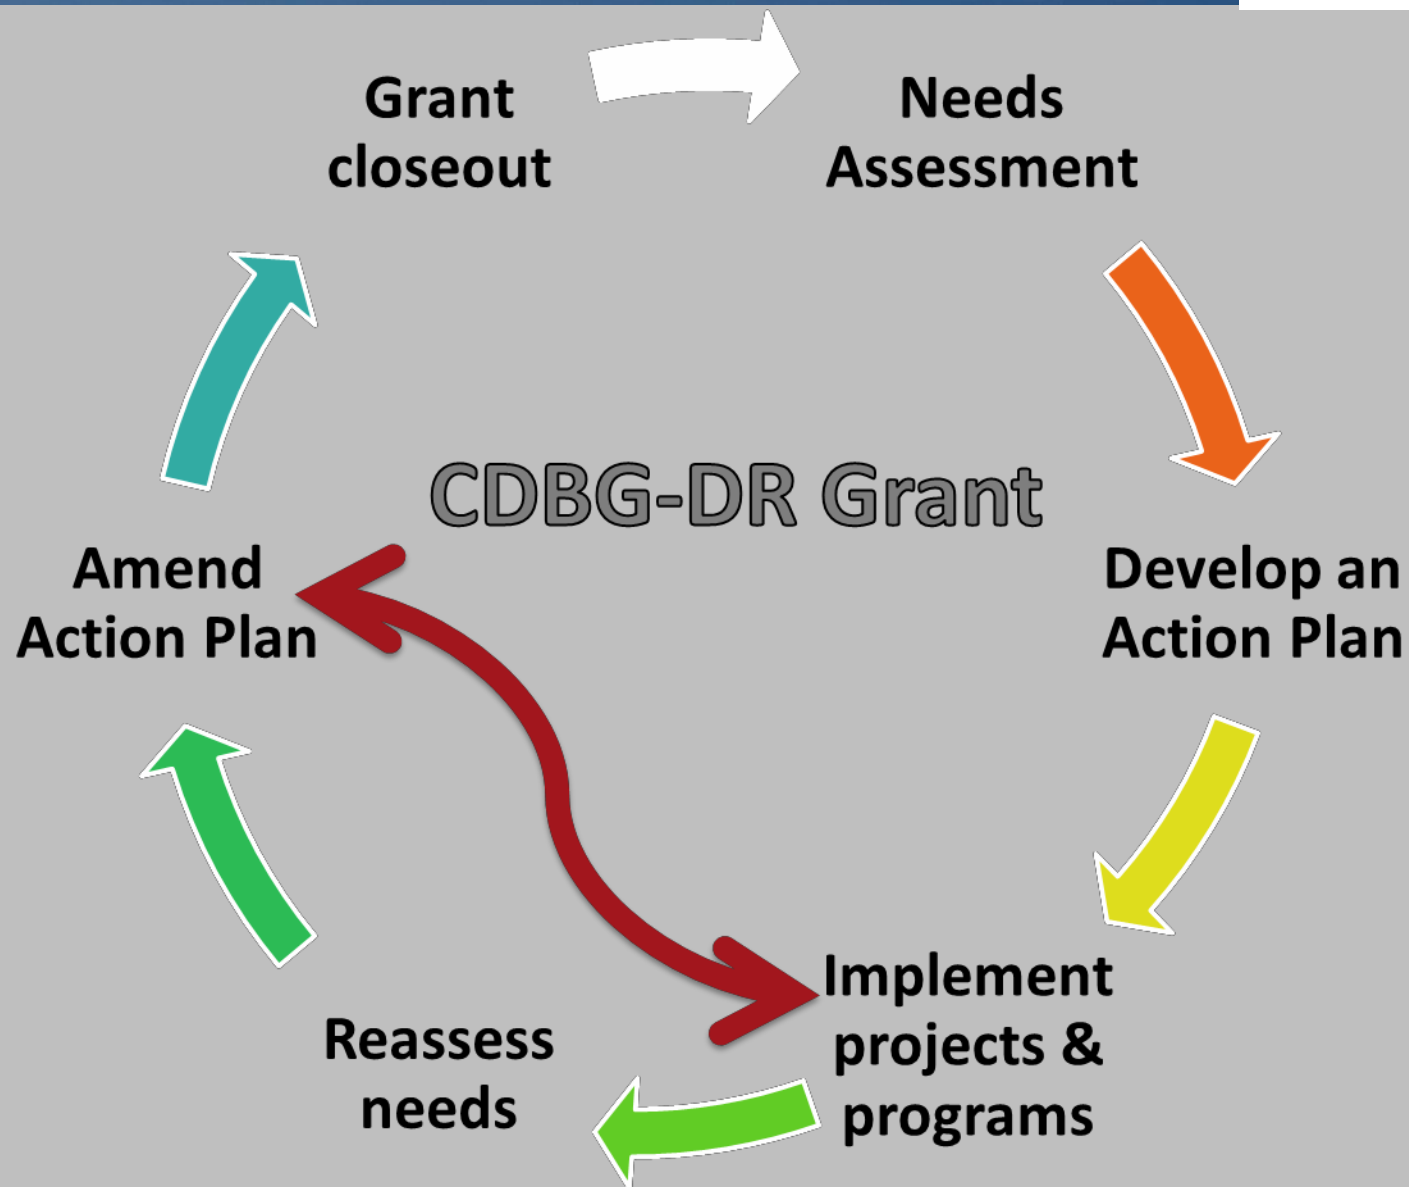 Grant
closeout
Needs
Assessment
CDBG-DR Grant
Amend
Action Plan
Develop an
Action Plan
Implement
projects &
programs
Reassess
needs